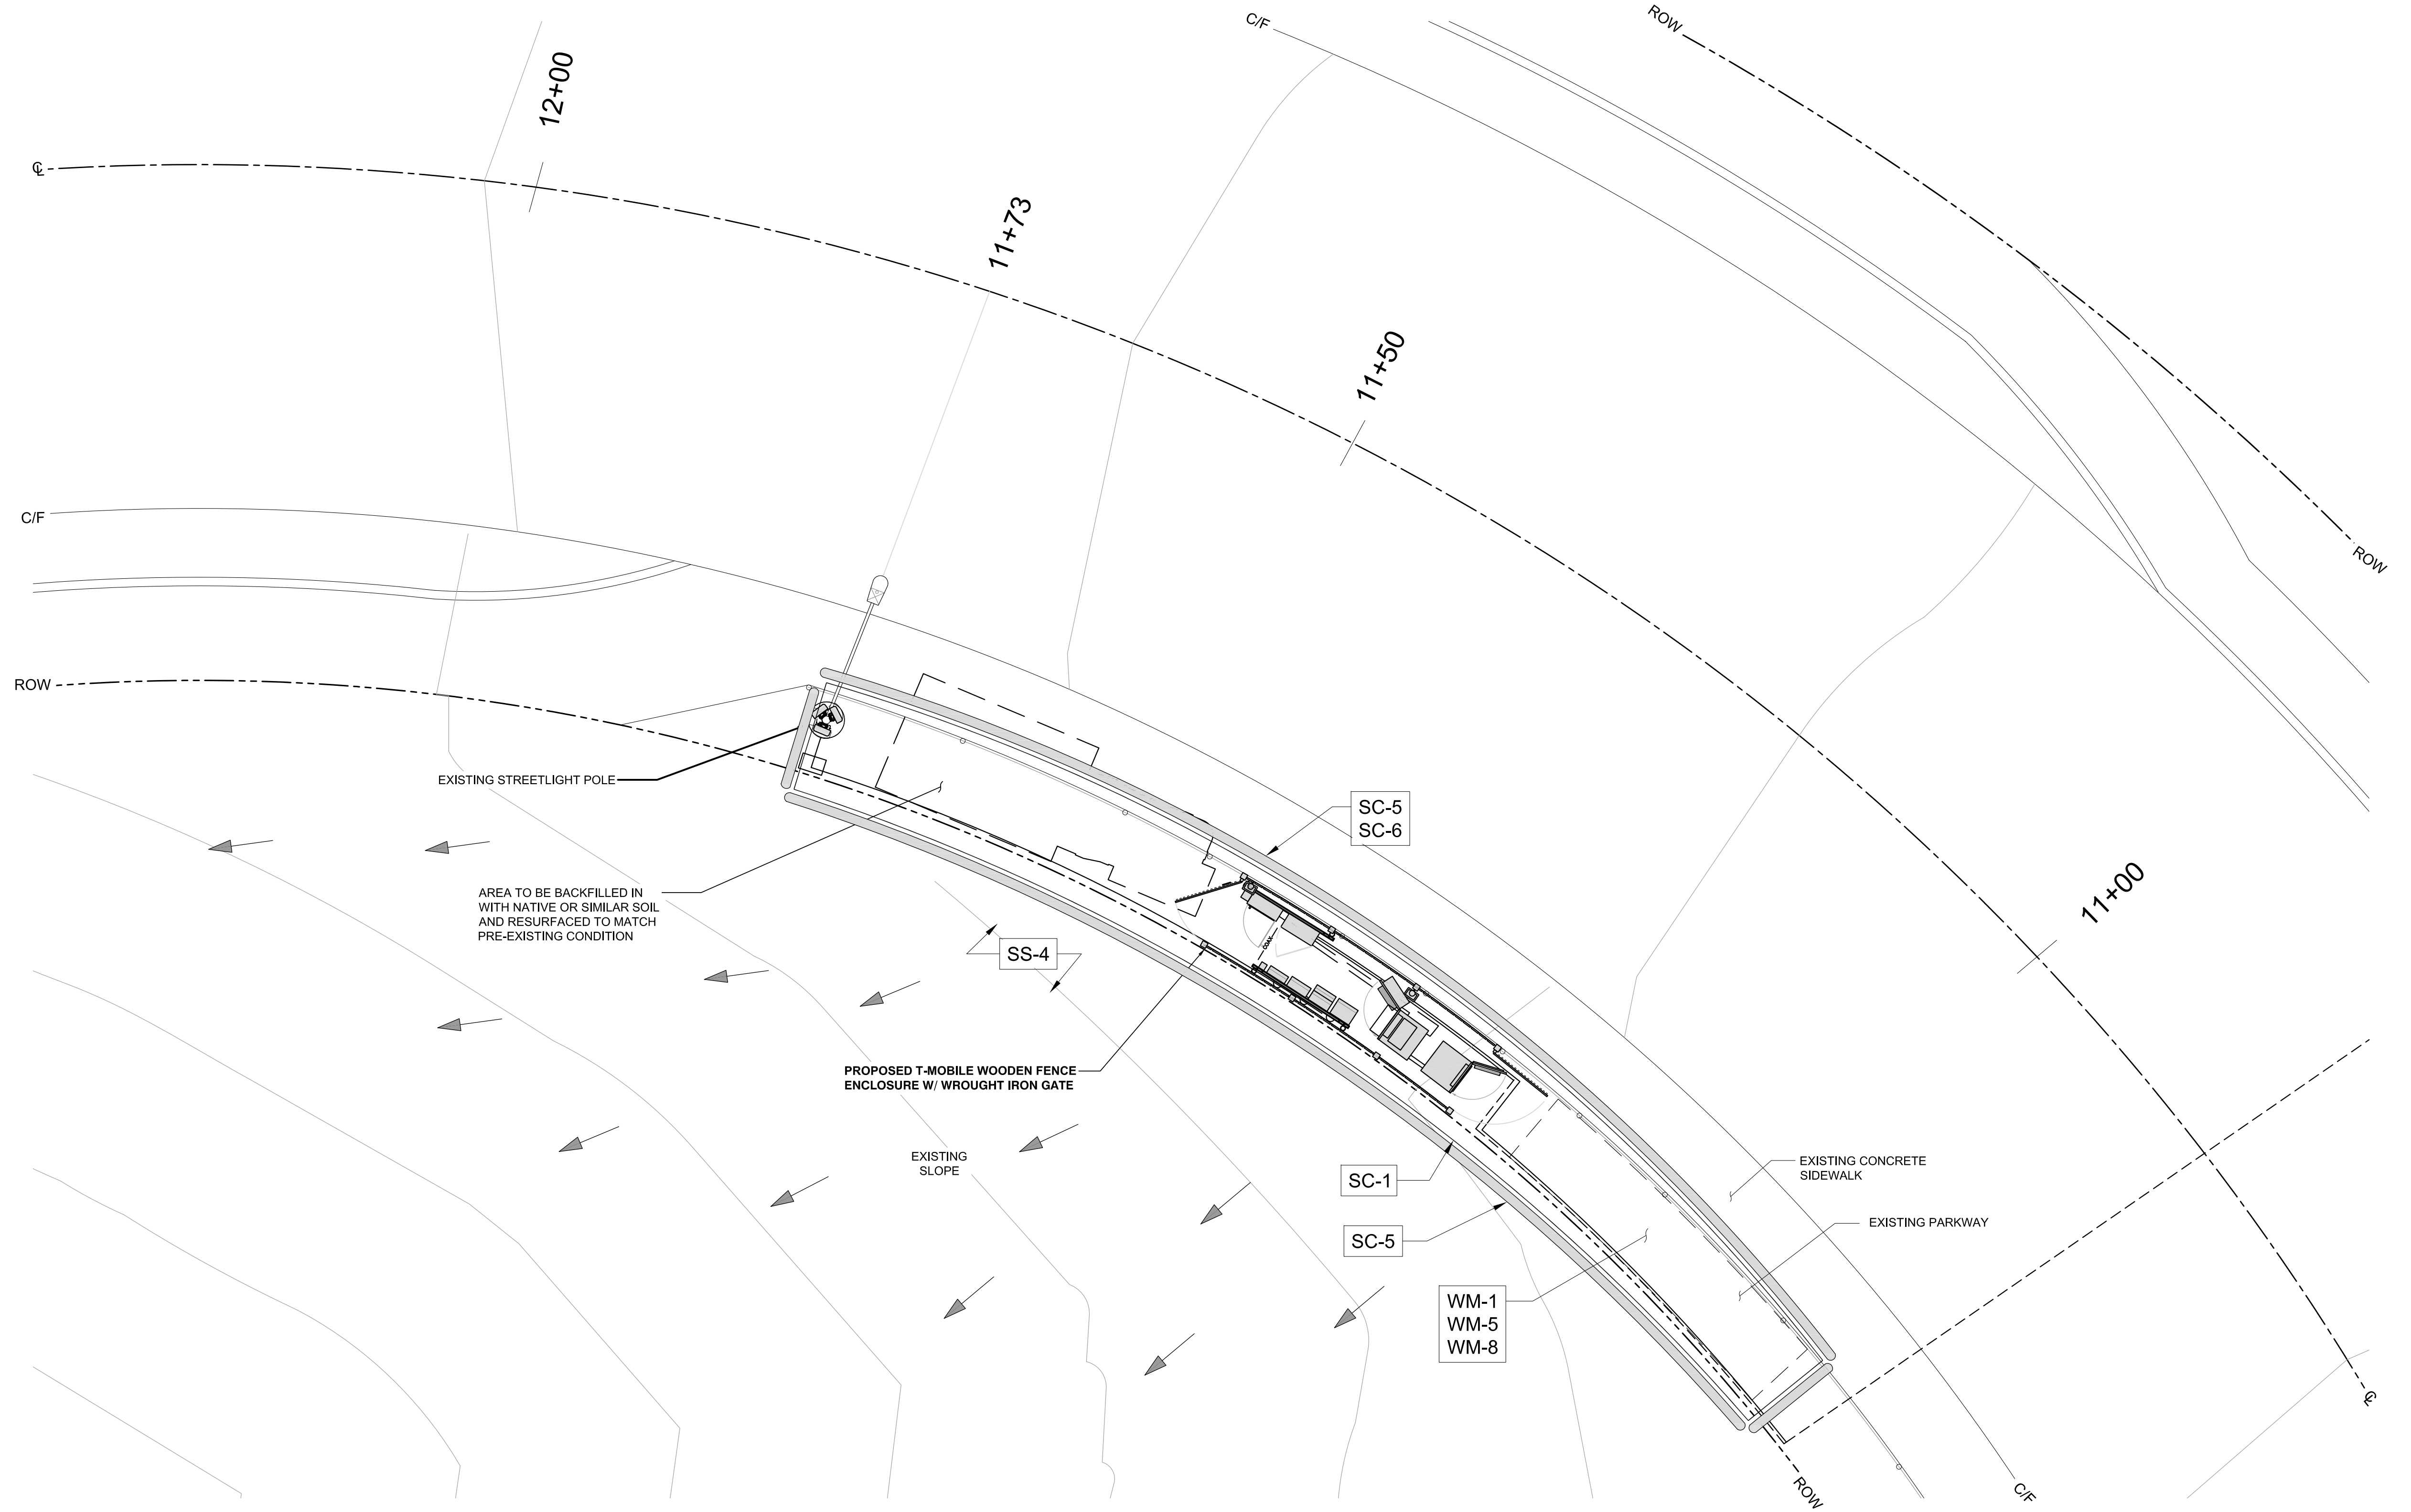 C/F
ROW
12+00
℄
11+73
11+50
C/F
ROW
ROW
EXISTING STREETLIGHT POLE
SC-5
SC-6
AREA TO BE BACKFILLED IN
WITH NATIVE OR SIMILAR SOIL
AND RESURFACED TO MATCH
PRE-EXISTING CONDITION
11+00
SS-4
PROPOSED T-MOBILE WOODEN FENCE
ENCLOSURE W/ WROUGHT IRON GATE
EXISTING
SLOPE
SC-1
EXISTING CONCRETE
SIDEWALK
EXISTING PARKWAY
SC-5
WM-1
WM-5
WM-8
℄
ROW
C/F